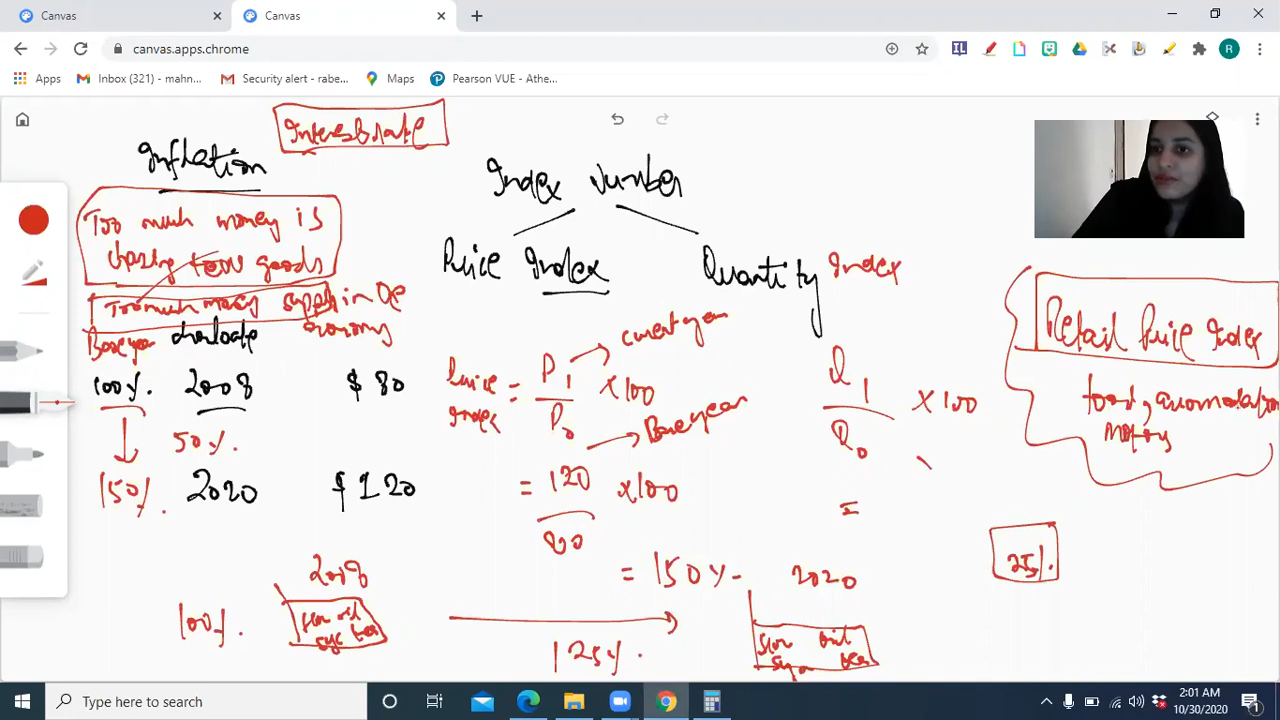 Canvas
Canvas
canvas.apps.chrome
Apps
Inbox (321) - mahn...
Security alert - rabe...
Maps
Pearson VUE - Athe...
R
Interest rate
Inflation
Too much money is
chasing few goods
Too much money supply in the
economy
Base year chocolate
100% 2008 $ 80
50%.
150%. 2020 $ 120
Index Number
Price Index
Quantity Index
Price Index = P1 / P0 x100
current year
Base year
= 120 / 80 x100
= 150%
Q1 / Q0 x100
=
Retail Price Index
food, accomodation
Motory
25%.
2008
100%.
125%.
2020
Type here to search
2:01 AM
10/30/2020